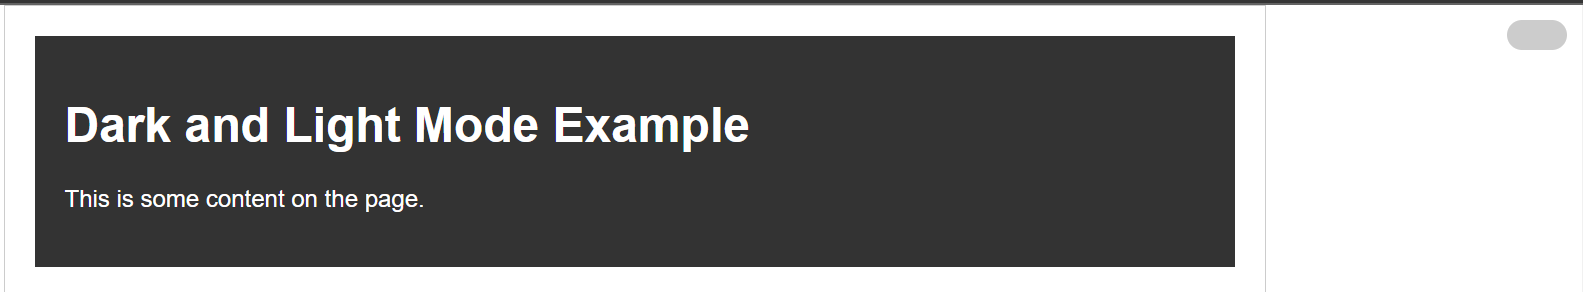 Dark and Light Mode Example
This is some content on the page.